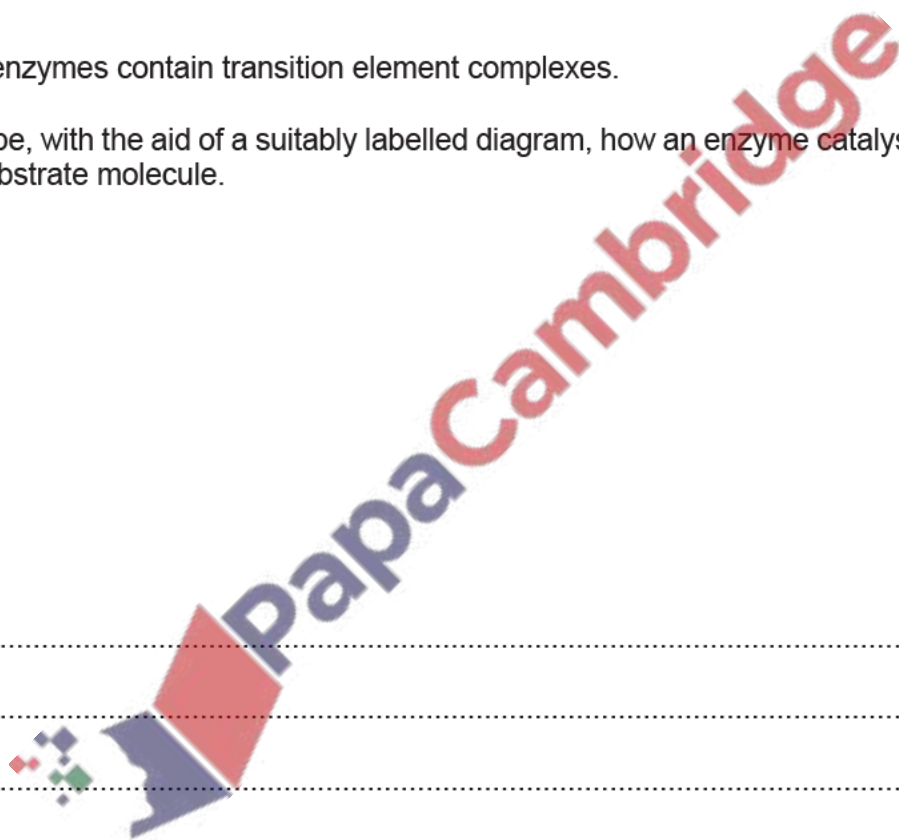 enzymes contain transition element complexes.
be, with the aid of a suitably labelled diagram, how an enzyme catalys
bstrate molecule.
PapaCambridge